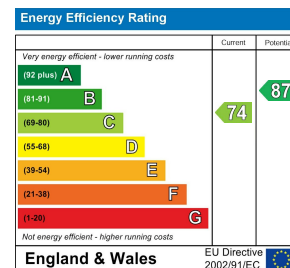 Energy Efficiency Rating
Current Potentia
Very energy efficient - lower running costs
(92 plus) A
(81-91) B
87
(69-80) C
74
(55-68) D
(39-54) E
(21-38) F
(1-20) G
Not energy efficient - higher running costs
England & Wales
EU Directive
2002/91/EC